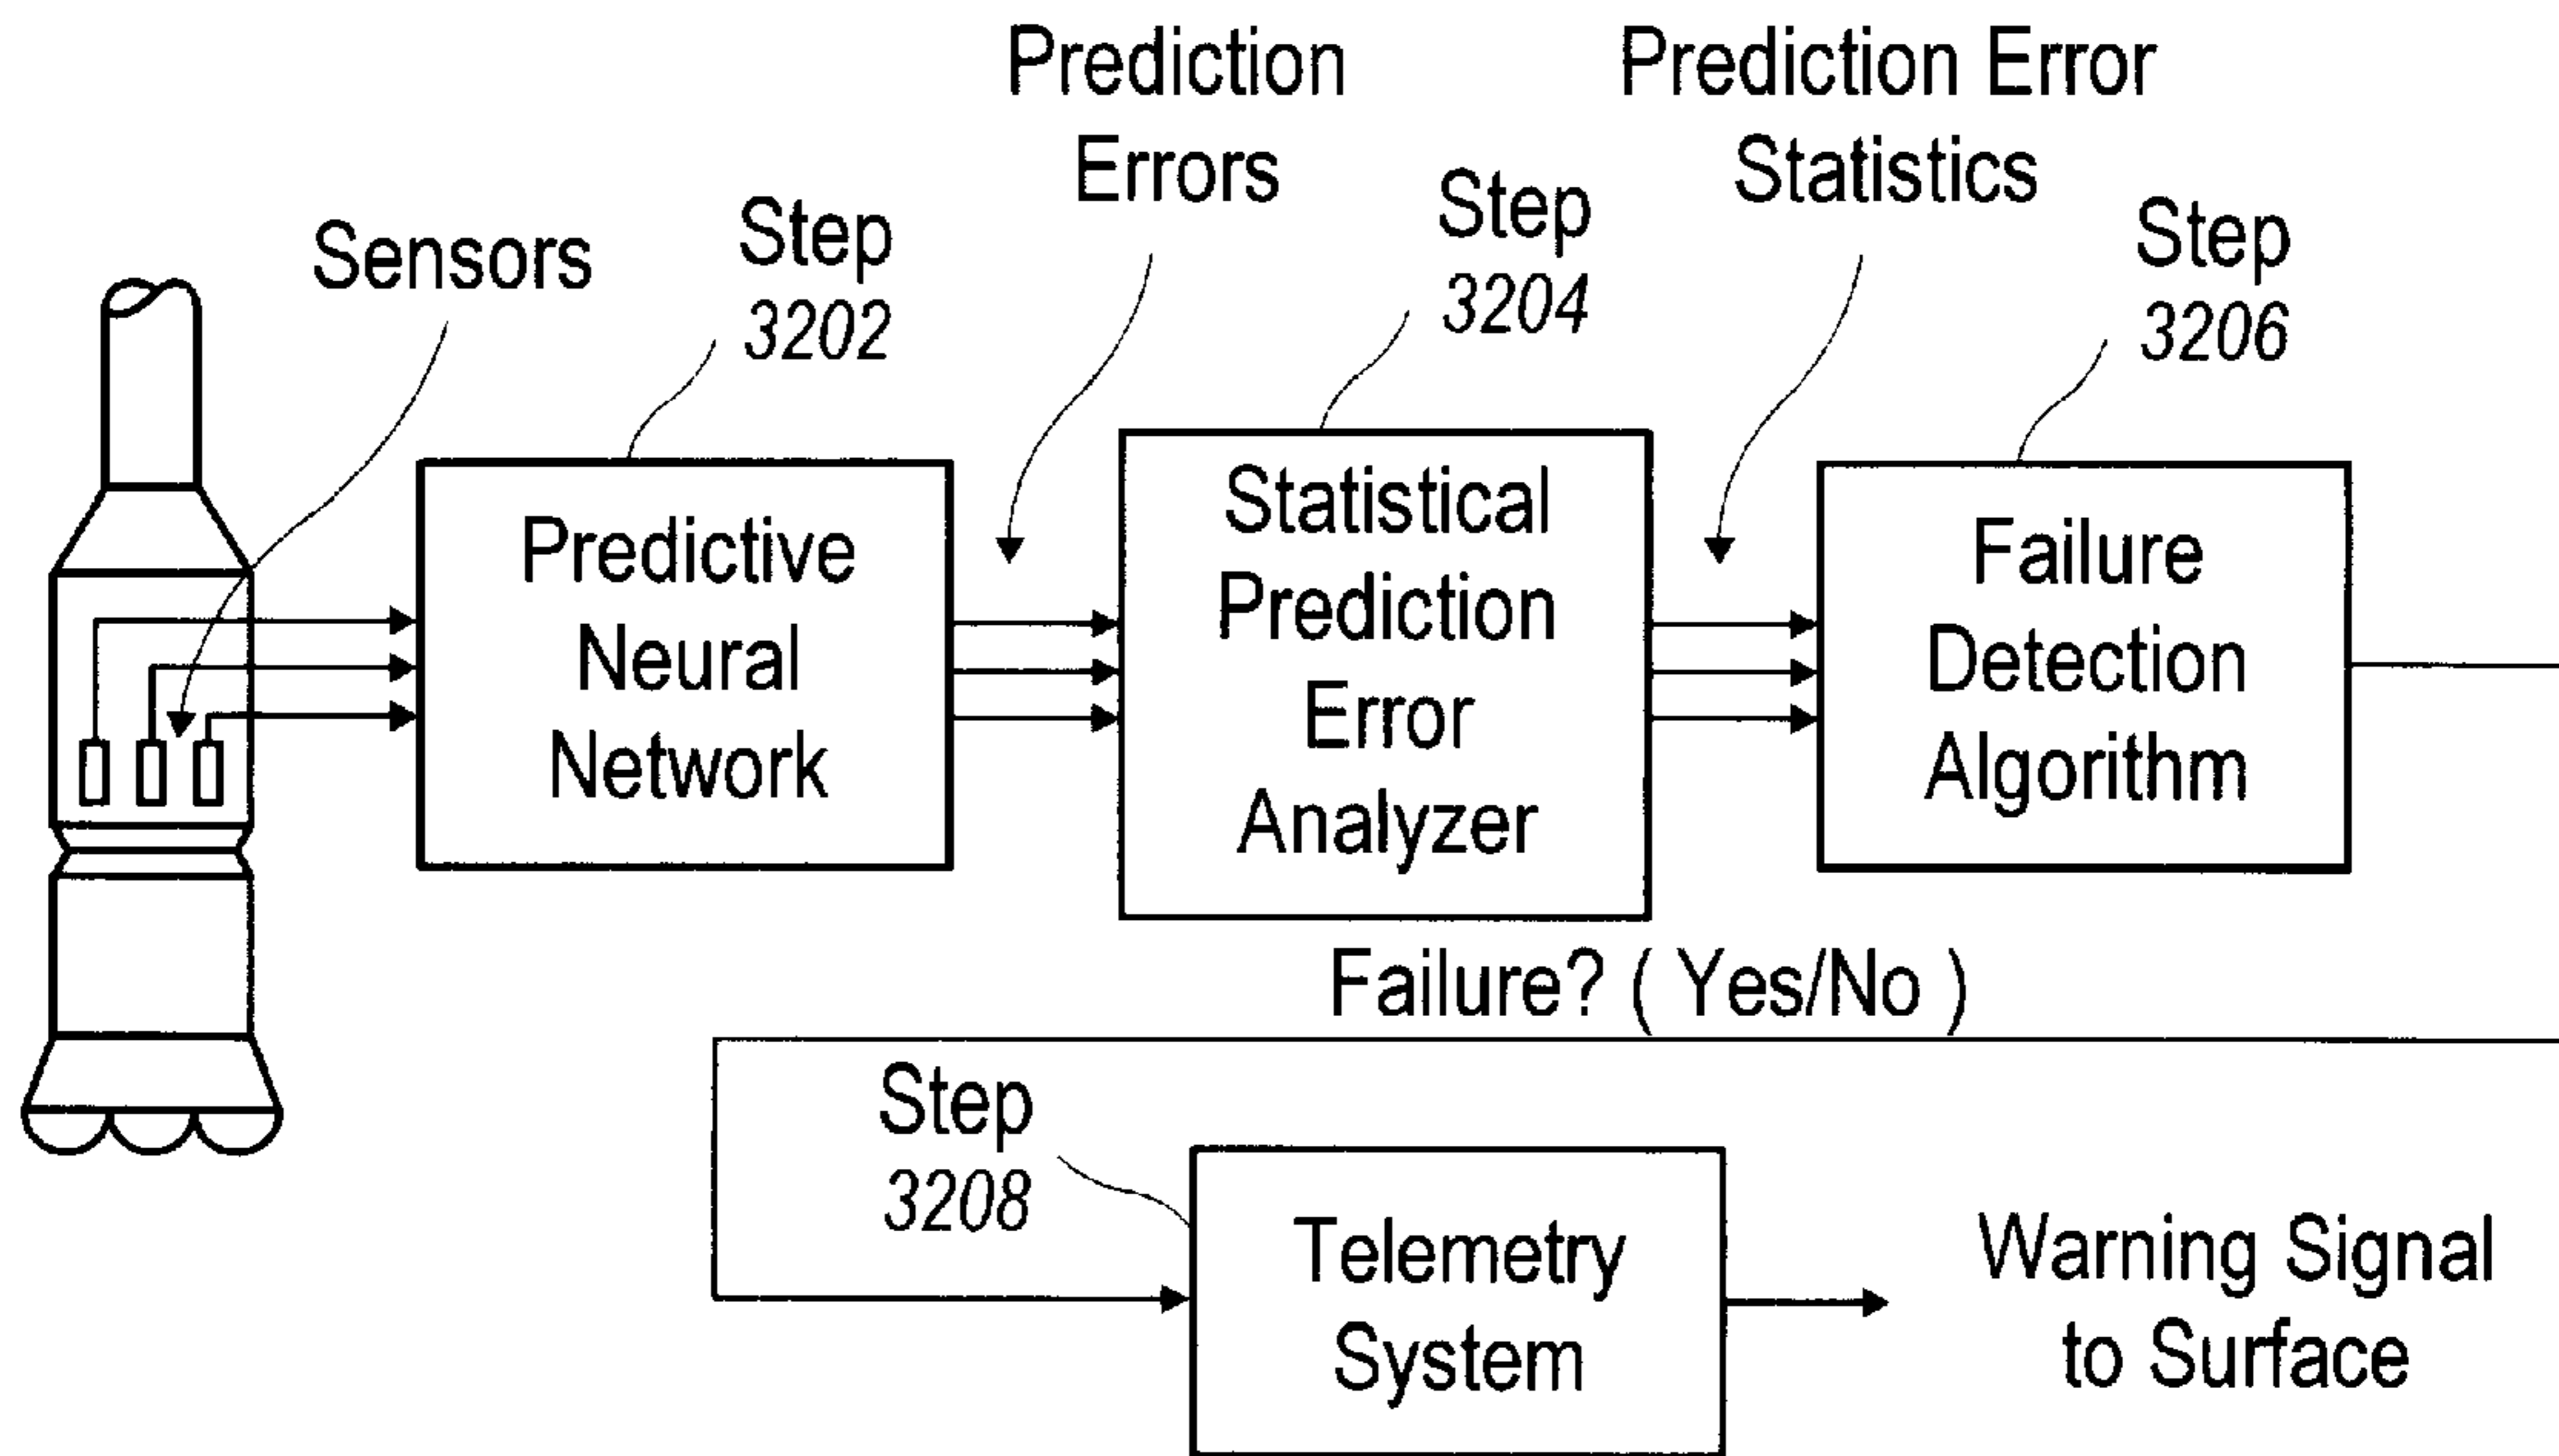 Prediction
Errors
Prediction Error
Statistics
Sensors
Step
3202
Step
3204
Step
3206
Predictive
Neural
Network
Statistical
Prediction
Error
Analyzer
Failure
Detection
Algorithm
Failure? ( Yes/No )
Step
3208
Telemetry
System
Warning Signal
to Surface